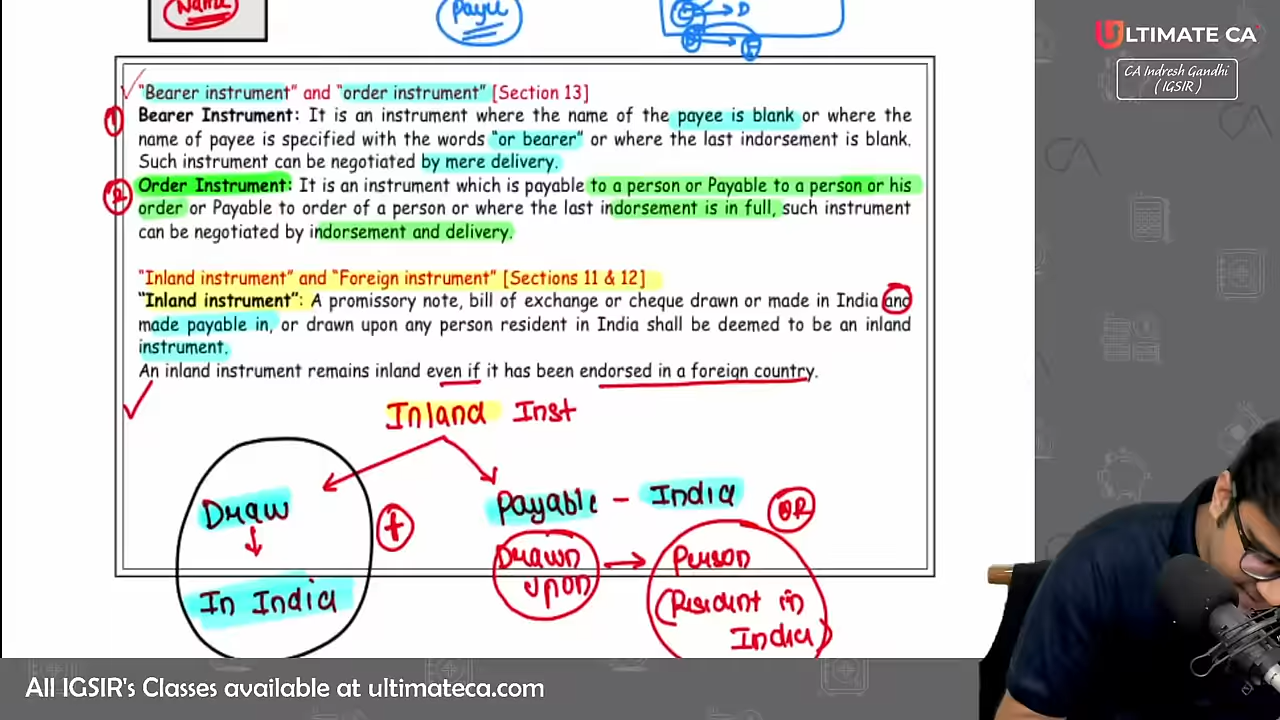 Name
Payee
D
ULTIMATE CA
CA Indresh Gandhi
( IGSIR )
"Bearer instrument" and "order instrument" [Section 13]
1 Bearer Instrument: It is an instrument where the name of the payee is blank or where the
name of payee is specified with the words "or bearer" or where the last indorsement is blank.
Such instrument can be negotiated by mere delivery.
2 Order Instrument: It is an instrument which is payable to a person or Payable to a person or his
order or Payable to order of a person or where the last indorsement is in full, such instrument
can be negotiated by indorsement and delivery.
"Inland instrument" and "Foreign instrument" [Sections 11 & 12]
"Inland instrument": A promissory note, bill of exchange or cheque drawn or made in India and
made payable in, or drawn upon any person resident in India shall be deemed to be an inland
instrument.
An inland instrument remains inland even if it has been endorsed in a foreign country.
Inland Inst
Draw + Payable - India OR
In India
Drawn upon → Person
(Resident in
India)
All IGSIR's Classes available at ultimateca.com